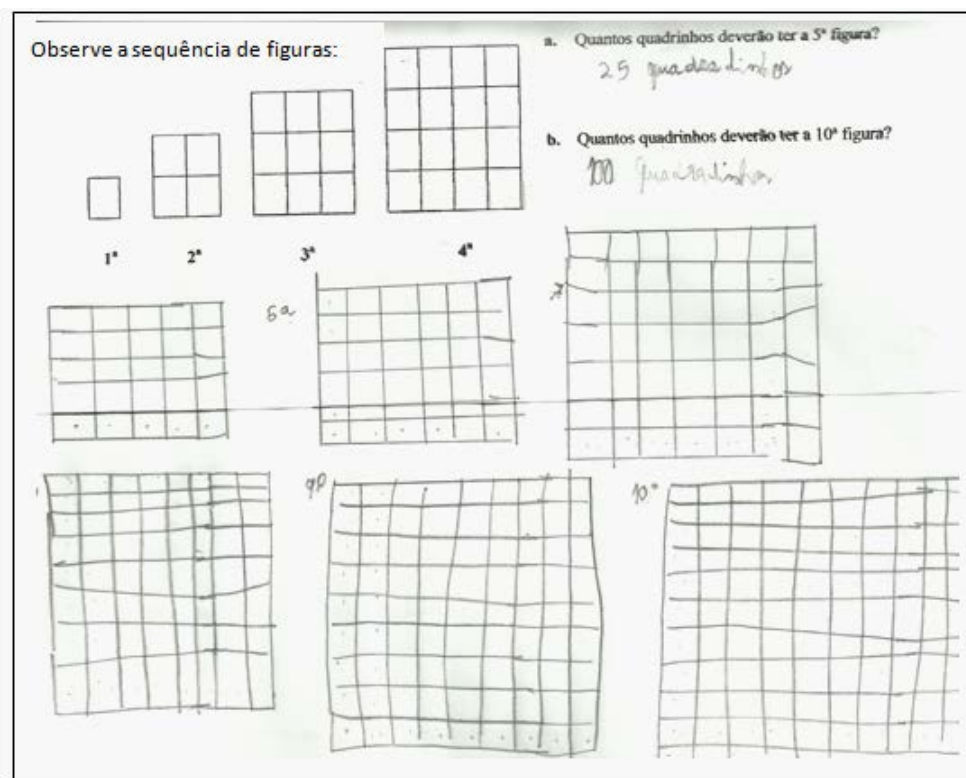 Observe a sequência de figuras:
a. Quantos quadrinhos deverão ter a 5ª figura?
25 quadradinhos
b. Quantos quadrinhos deverão ter a 10ª figura?
100 quadradinhos
1ª 2ª 3ª 4ª
6ª
7
9ª
10ª